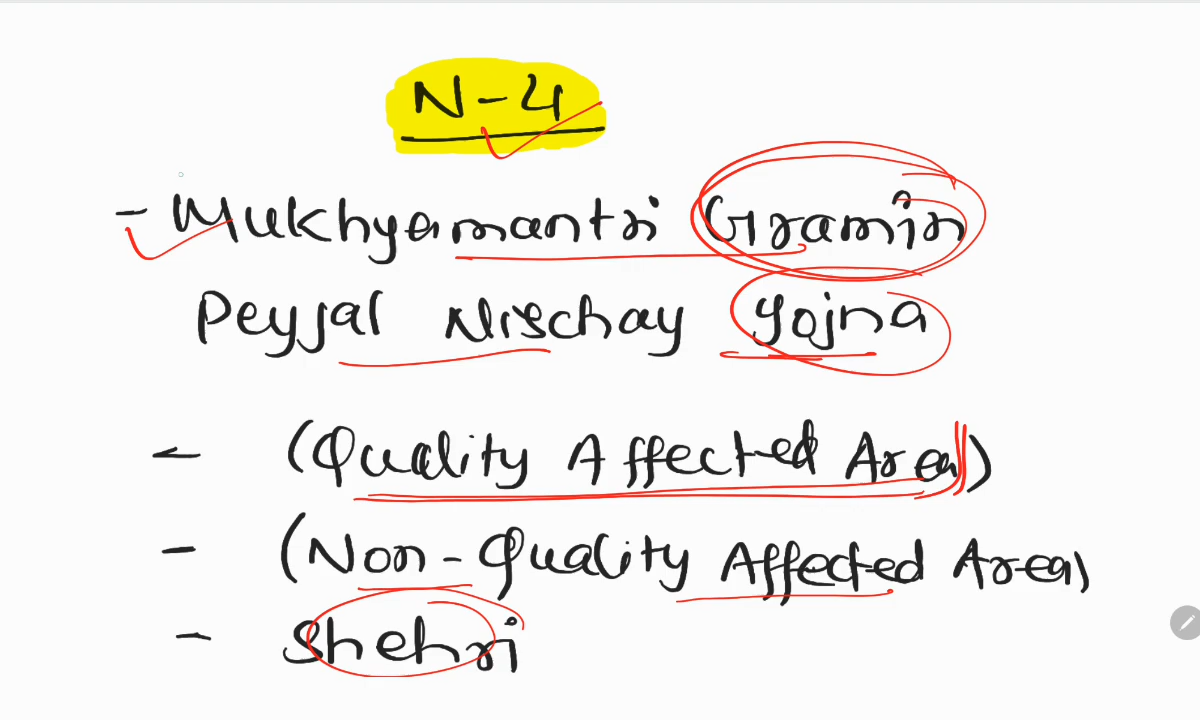 N-4
- Mukhyamantri Gramin
Peyjal Nischay Yojna
- (Quality Affected Area)
- (Non-Quality Affected Area)
- Shehri